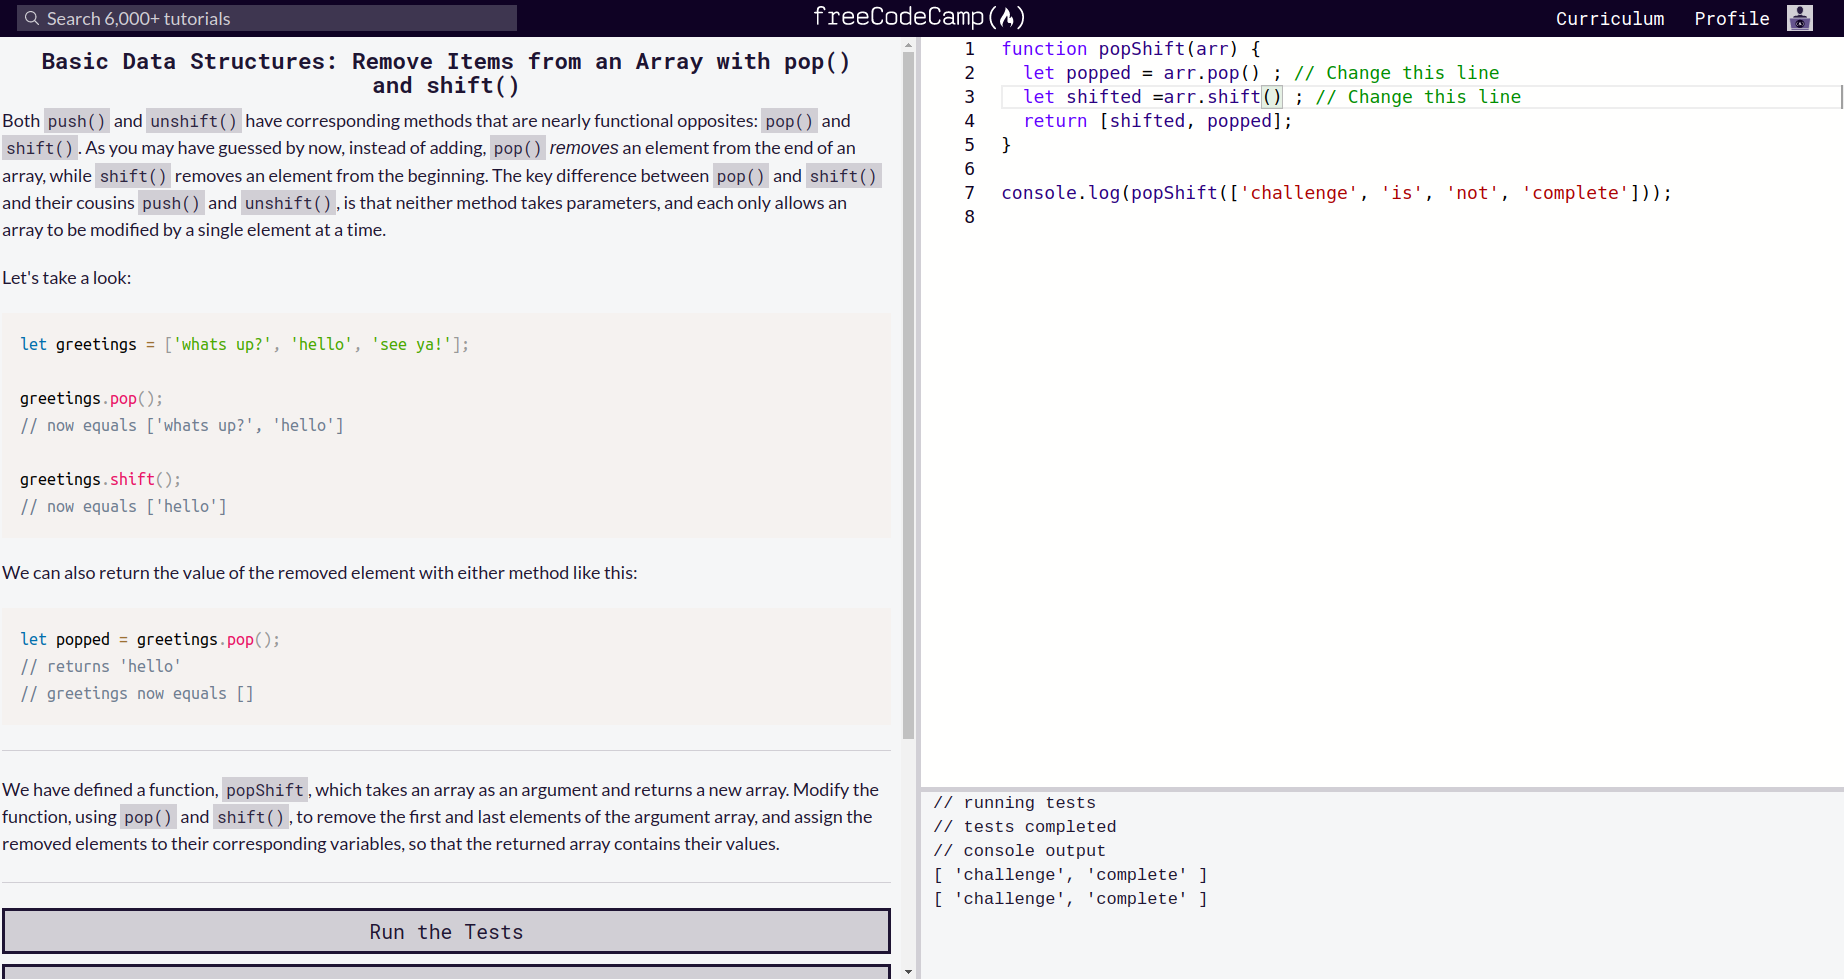 Search 6,000+ tutorials
freeCodeCamp
Curriculum
Profile
Basic Data Structures: Remove Items from an Array with pop()
and shift()
Both push() and unshift() have corresponding methods that are nearly functional opposites: pop() and
shift(). As you may have guessed by now, instead of adding, pop() removes an element from the end of an
array, while shift() removes an element from the beginning. The key difference between pop() and shift()
and their cousins push() and unshift(), is that neither method takes parameters, and each only allows an
array to be modified by a single element at a time.
Let's take a look:
let greetings = ['whats up?', 'hello', 'see ya!'];
greetings.pop();
// now equals ['whats up?', 'hello']
greetings.shift();
// now equals ['hello']
We can also return the value of the removed element with either method like this:
let popped = greetings.pop();
// returns 'hello'
// greetings now equals []
We have defined a function, popShift, which takes an array as an argument and returns a new array. Modify the
function, using pop() and shift(), to remove the first and last elements of the argument array, and assign the
removed elements to their corresponding variables, so that the returned array contains their values.
Run the Tests
1 function popShift(arr) {
2 let popped = arr.pop() ; // Change this line
3 let shifted =arr.shift() ; // Change this line
4 return [shifted, popped];
5 }
6
7 console.log(popShift(['challenge', 'is', 'not', 'complete']));
8
// running tests
// tests completed
// console output
[ 'challenge', 'complete' ]
[ 'challenge', 'complete' ]